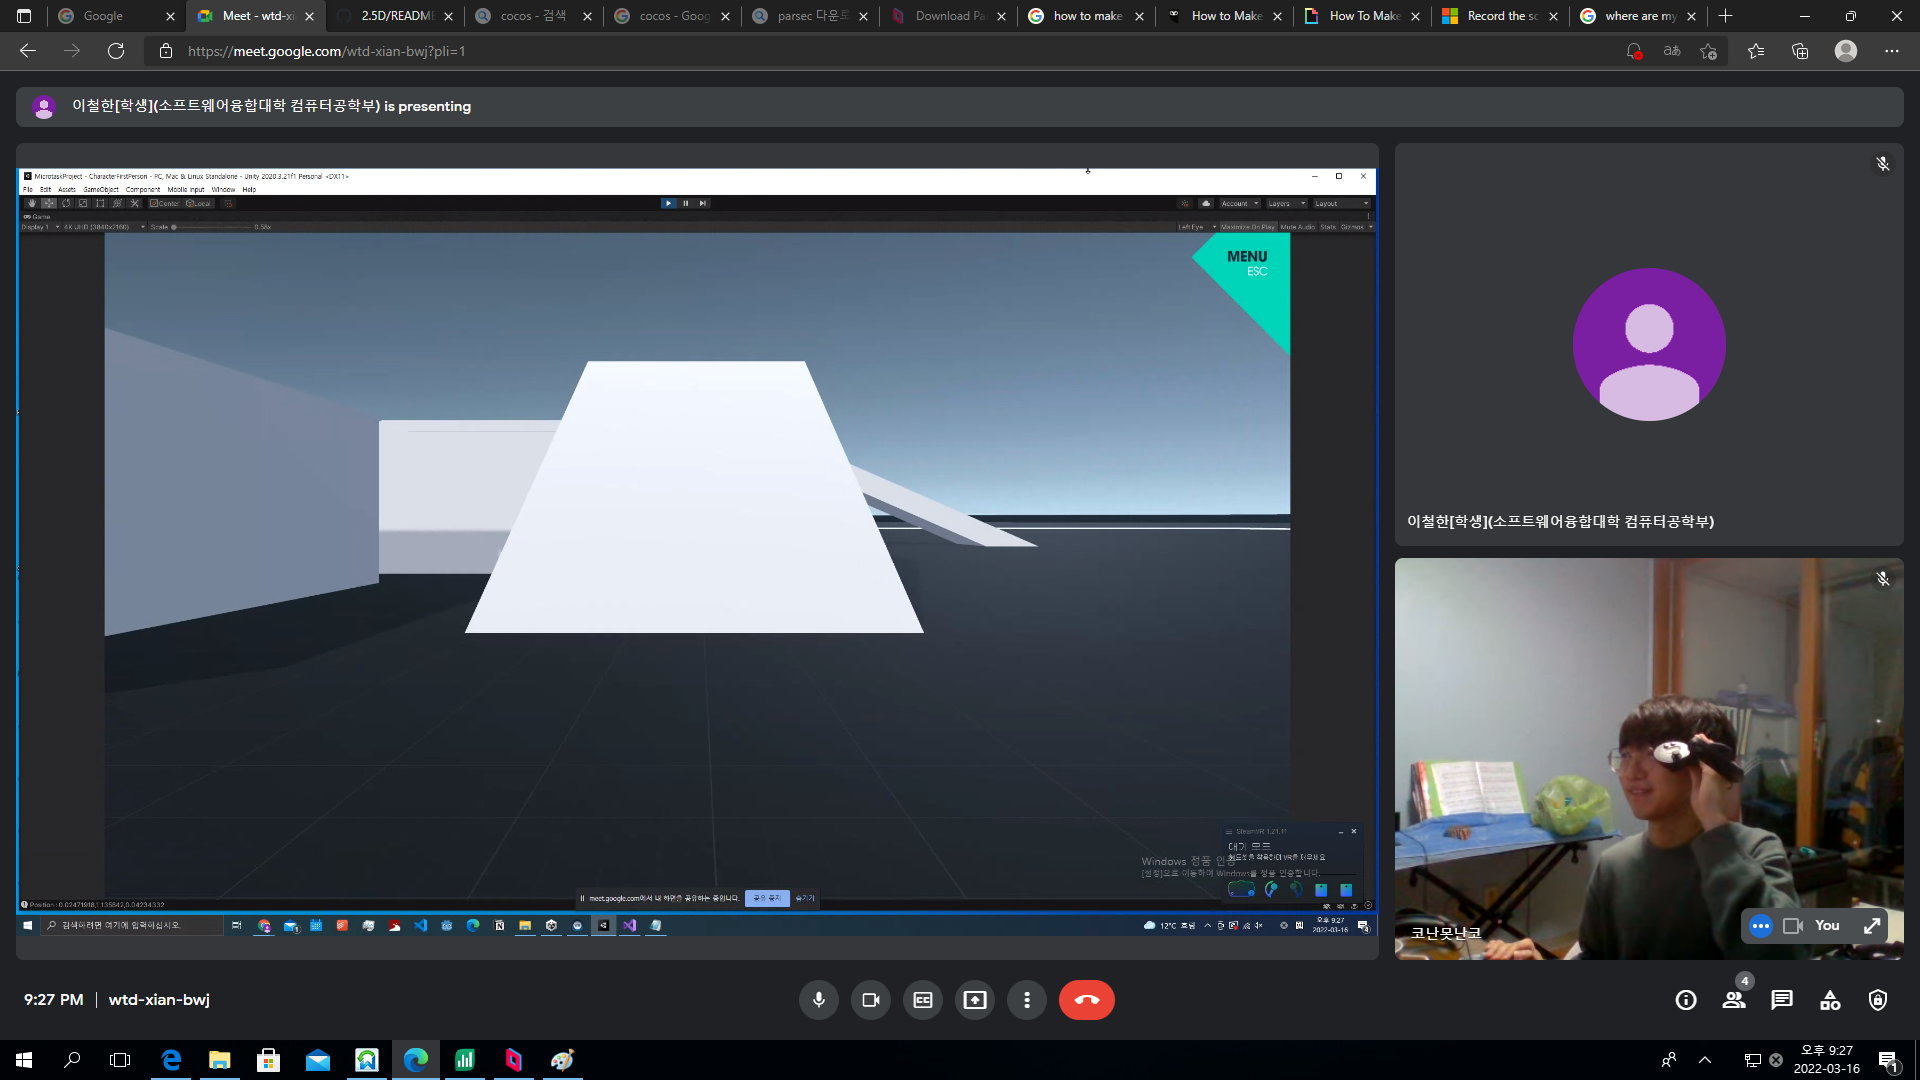 Google
Meet - wtd-xi
2.5D/README
cocos - 검색
cocos - Goog
parsec 다운로
Download Pa
how to make
How to Make
How To Make
Record the sc
where are my
https://meet.google.com/wtd-xian-bwj?pli=1
이철한[학생](소프트웨어융합대학 컴퓨터공학부) is presenting
MicrotaskProject - CharacterFirstPerson - PC, Mac & Linux Standalone - Unity 2020.3.21f1 Personal <DX11>
File Edit Assets GameObject Component Mobile Input Window Help
Center Local
Account Layers Layout
Game
Display 1 4K UHD (3840x2160) Scale 0.58x
Left Eye Maximize On Play Mute Audio Stats Gizmos
MENU
ESC
SteamVR 1.21.11
대기 모드
Windows 정품 인증
[설정]으로 이동하여 Windows를 정품 인증합니다.
meet.google.com에서 내 화면을 공유하는 중입니다. 공유 중지 숨기기
Position : 0.02471918,1.135842,0.04234332
검색하려면 여기에 입력하십시오.
12°C 흐림
오후 9:27
2022-03-16
이철한[학생](소프트웨어융합대학 컴퓨터공학부)
코난못난코
You
9:27 PM | wtd-xian-bwj
4
오후 9:27
2022-03-16
1